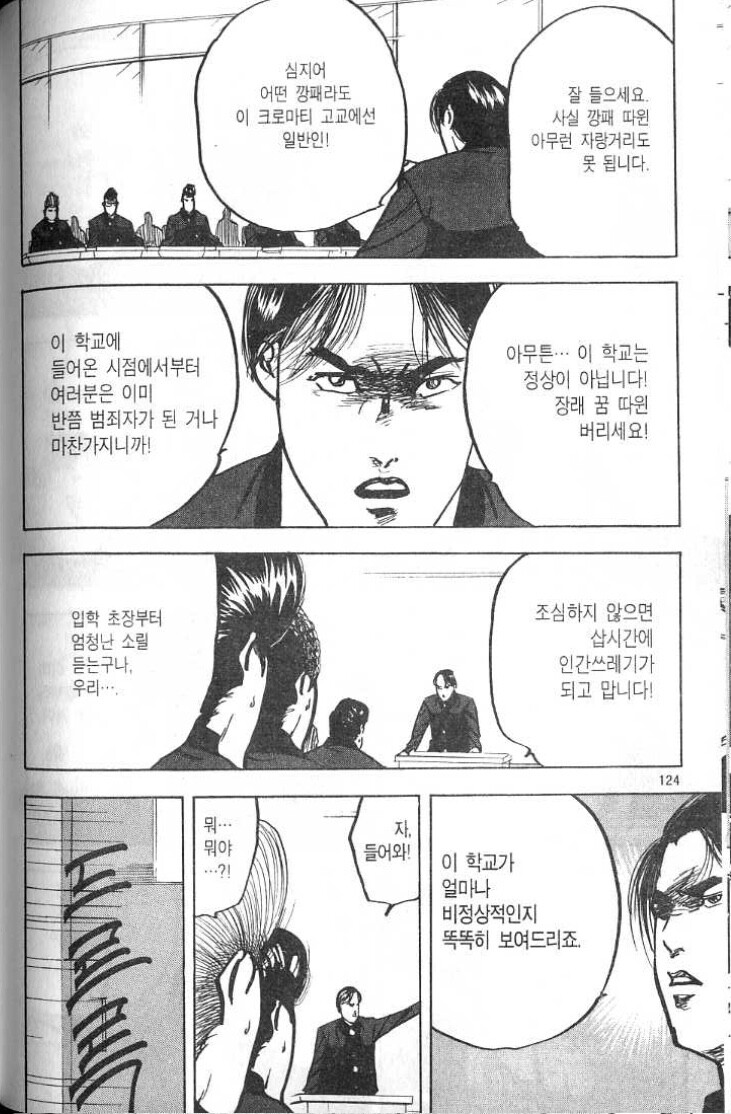 잘 들으세요.
사실 깡패 따윈
아무런 자랑거리도
못 됩니다.
심지어
어떤 깡패라도
이 크로마티 고교에선
일반인!
아무튼… 이 학교는
정상이 아닙니다!
장래 꿈 따윈
버리세요!
이 학교에
들어온 시점에서부터
여러분은 이미
반쯤 범죄자가 된 거나
마찬가지니까!
조심하지 않으면
삽시간에
인간쓰레기가
되고 맙니다!
입학 초장부터
엄청난 소릴
듣는구나,
우리….
124
이 학교가
얼마나
비정상적인지
똑똑히 보여드리죠.
자,
들어와!
뭐…
뭐야
…?!